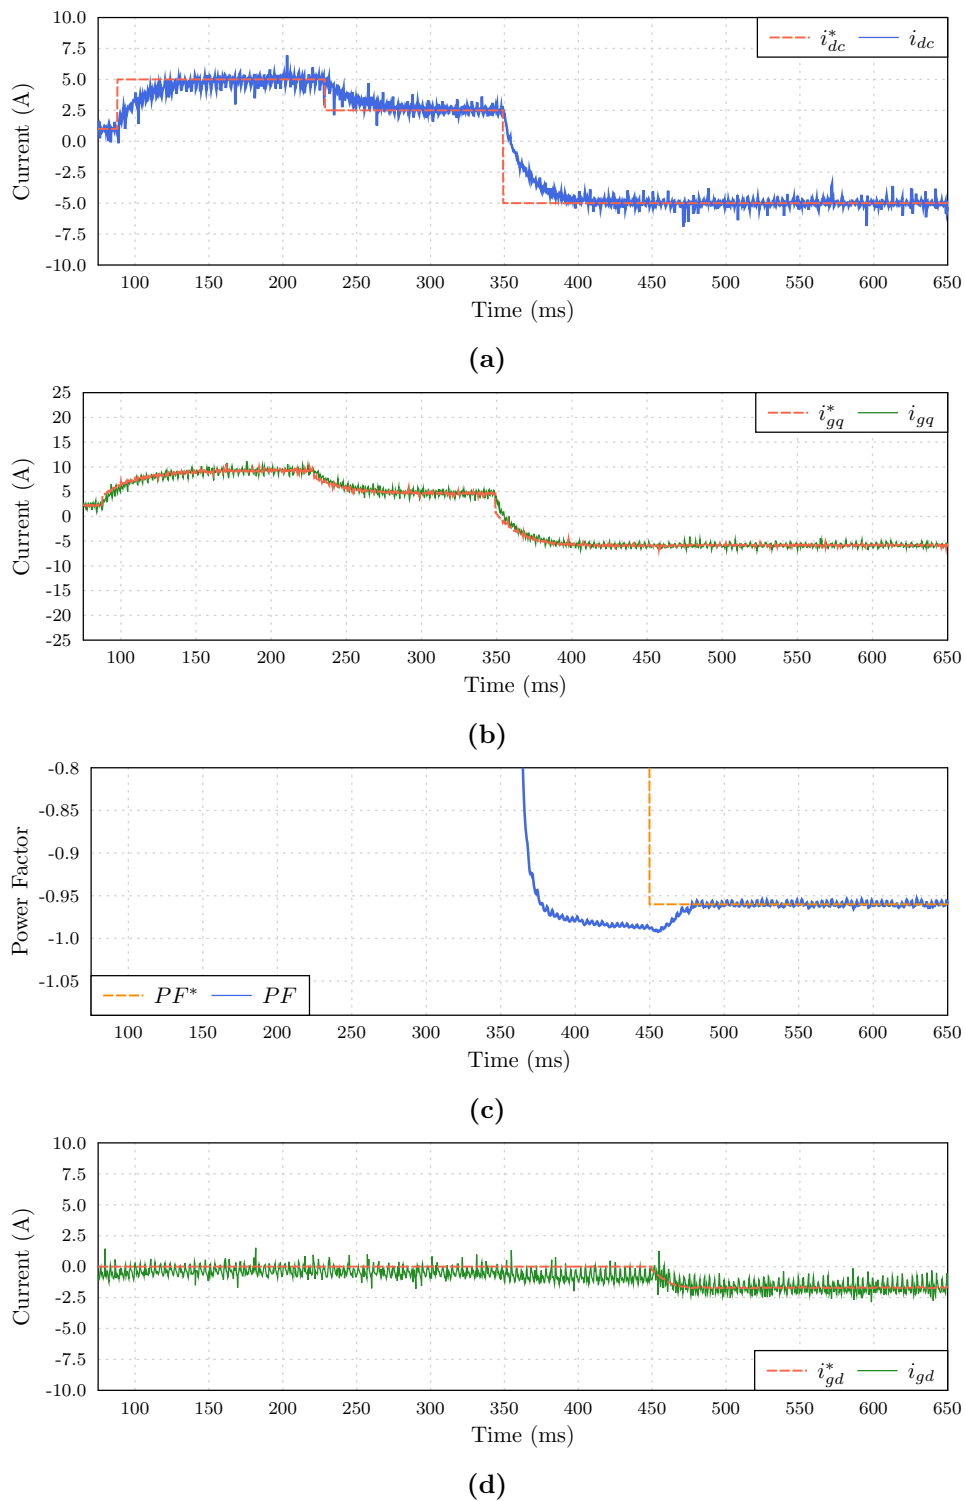 10.0
7.5
5.0
2.5
0.0
-2.5
-5.0
-7.5
-10.0
Current (A)
i*dc idc
100 150 200 250 300 350 400 450 500 550 600 650
Time (ms)
(a)
25
20
15
10
5
0
-5
-10
-15
-20
-25
Current (A)
i*gq igq
100 150 200 250 300 350 400 450 500 550 600 650
Time (ms)
(b)
-0.8
-0.85
-0.9
-0.95
-1.0
-1.05
Power Factor
PF* PF
100 150 200 250 300 350 400 450 500 550 600 650
Time (ms)
(c)
10.0
7.5
5.0
2.5
0.0
-2.5
-5.0
-7.5
-10.0
Current (A)
i*gd igd
100 150 200 250 300 350 400 450 500 550 600 650
Time (ms)
(d)